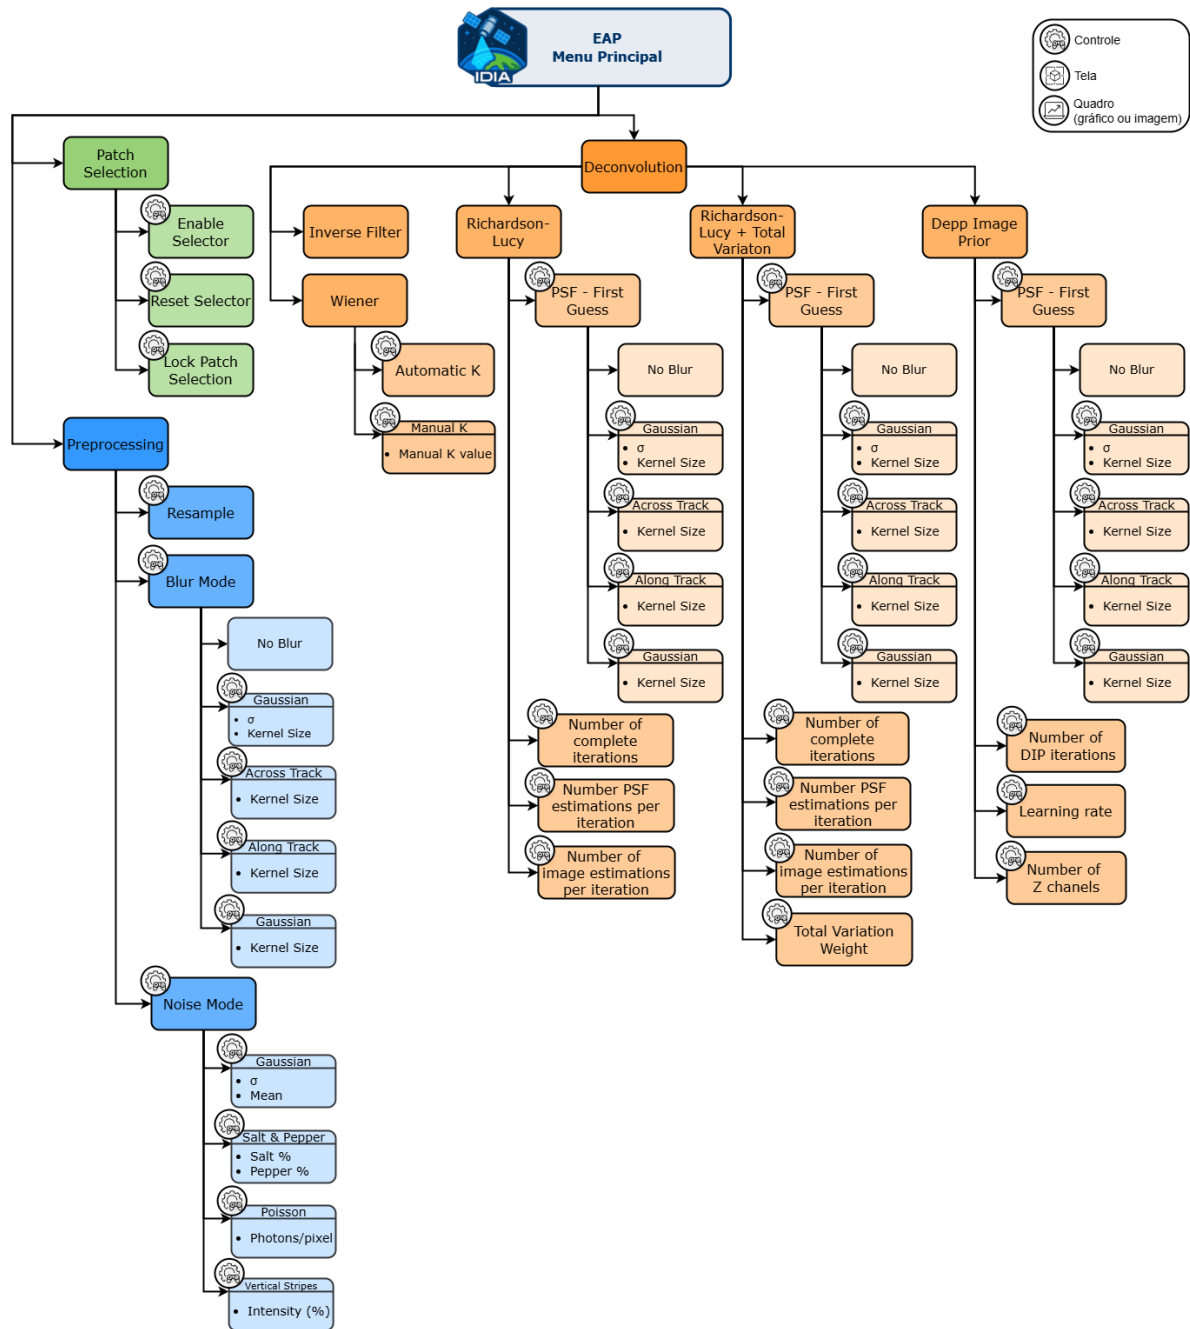 EAP
Menu Principal
IDIA
Controle
Tela
Quadro
(gráfico ou imagem)
Patch
Selection
Enable
Selector
Reset Selector
Lock Patch
Selection
Preprocessing
Resample
Blur Mode
No Blur
Gaussian
• σ
• Kernel Size
Across Track
• Kernel Size
Along Track
• Kernel Size
Gaussian
• Kernel Size
Noise Mode
Gaussian
• σ
• Mean
Salt & Pepper
• Salt %
• Pepper %
Poisson
• Photons/pixel
Vertical Stripes
• Intensity (%)
Deconvolution
Inverse Filter
Wiener
Automatic K
Manual K
• Manual K value
Richardson-
Lucy
PSF - First
Guess
No Blur
Gaussian
• σ
• Kernel Size
Across Track
• Kernel Size
Along Track
• Kernel Size
Gaussian
• Kernel Size
Number of
complete
iterations
Number PSF
estimations per
iteration
Number of
image estimations
per iteration
Richardson-
Lucy + Total
Variaton
PSF - First
Guess
No Blur
Gaussian
• σ
• Kernel Size
Across Track
• Kernel Size
Along Track
• Kernel Size
Gaussian
• Kernel Size
Number of
complete
iterations
Number PSF
estimations per
iteration
Number of
image estimations
per iteration
Total Variation
Weight
Depp Image
Prior
PSF - First
Guess
No Blur
Gaussian
• σ
• Kernel Size
Across Track
• Kernel Size
Along Track
• Kernel Size
Gaussian
• Kernel Size
Number of
DIP iterations
Learning rate
Number of
Z chanels